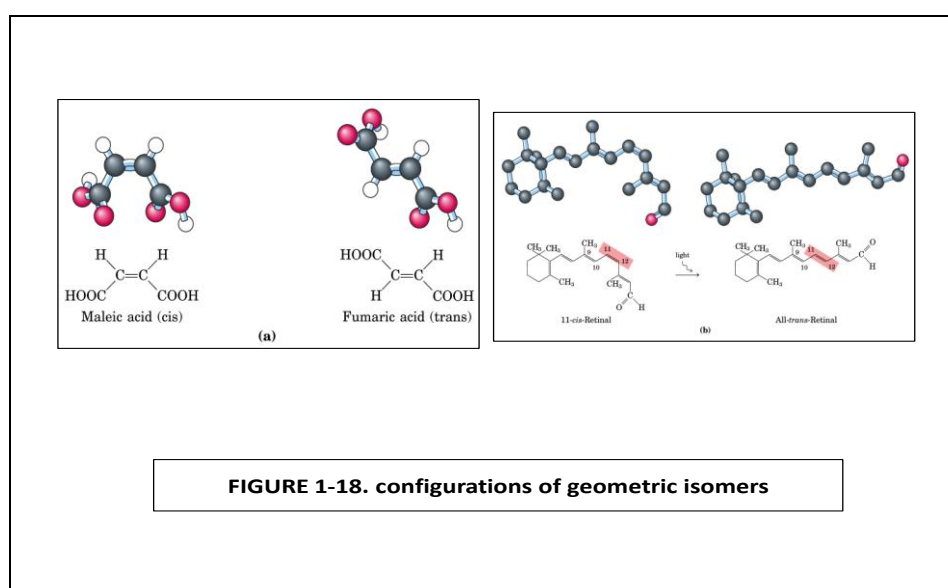 H H
C=C
HOOC COOH
Maleic acid (cis)
HOOC H
C=C
H COOH
Fumaric acid (trans)
(a)
CH₃ CH₃ CH₃ 11
9 12
10
CH₃ CH₃
C
O H
11-cis-Retinal
light
CH₃ CH₃ CH₃ 11 CH₃ O
9 C
10 12 H
CH₃
All-trans-Retinal
(b)
FIGURE 1-18. configurations of geometric isomers